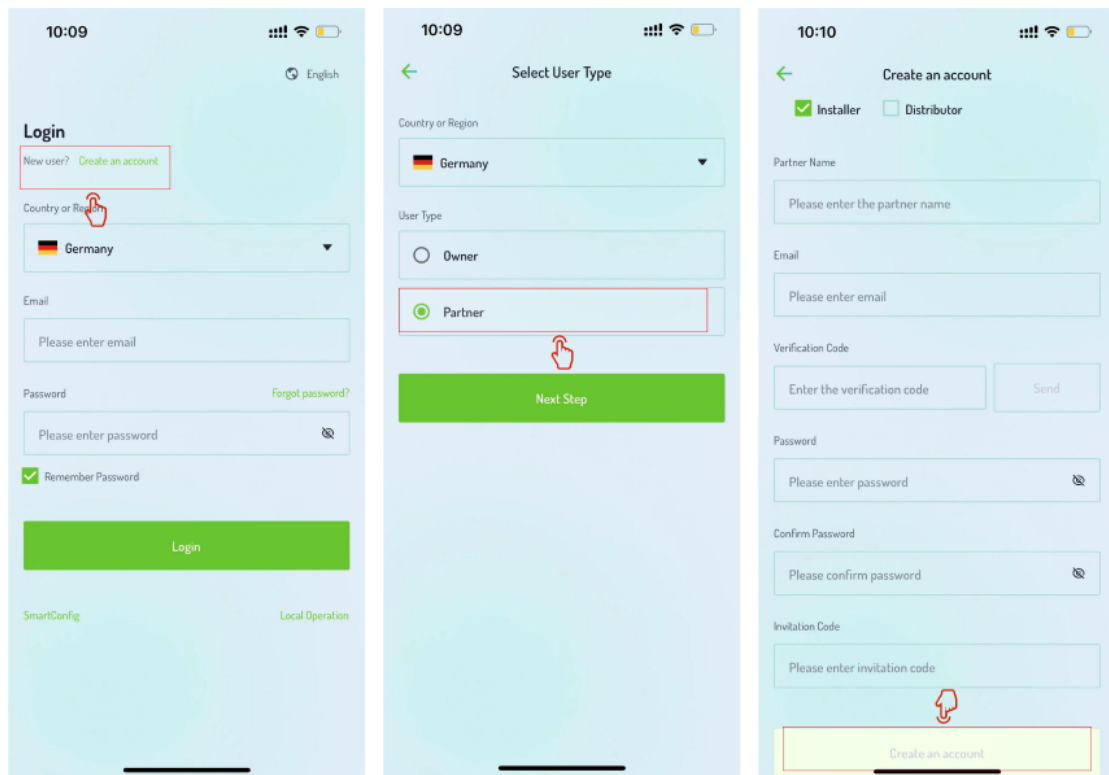 10:09
English
Login
New user? Create an account
Country or Region
Germany
Email
Please enter email
Password Forgot password?
Please enter password
Remember Password
Login
SmartConfig Local Operation
10:09
Select User Type
Country or Region
Germany
User Type
Owner
Partner
Next Step
10:10
Create an account
Installer Distributor
Partner Name
Please enter the partner name
Email
Please enter email
Verification Code
Enter the verification code Send
Password
Please enter password
Confirm Password
Please confirm password
Invitation Code
Please enter invitation code
Create an account